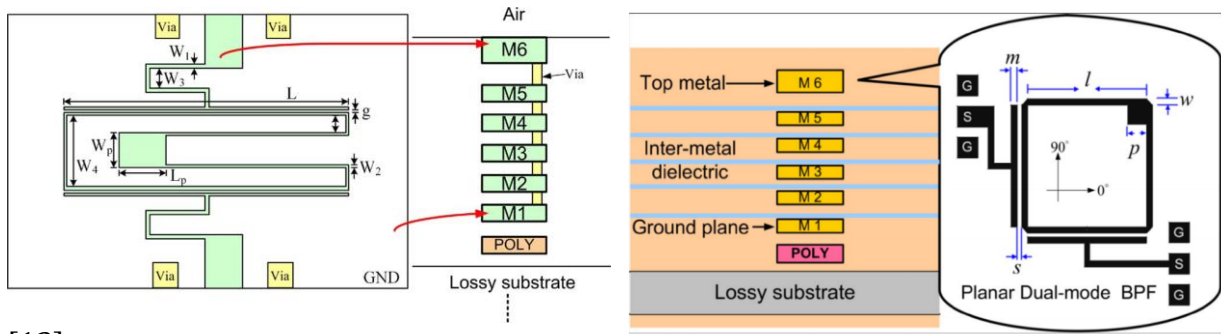 Via
Via
W1
W3
L
g
Wp
W4
W2
Lp
Via
Via
GND
Air
M6
Via
M5
M4
M3
M2
M1
POLY
Lossy substrate
Top metal
M 6
M 5
Inter-metal
dielectric
M 4
M 3
M 2
Ground plane
M 1
POLY
Lossy substrate
m
l
w
G
S
G
p
90°
0°
s
G
S
G
Planar Dual-mode BPF